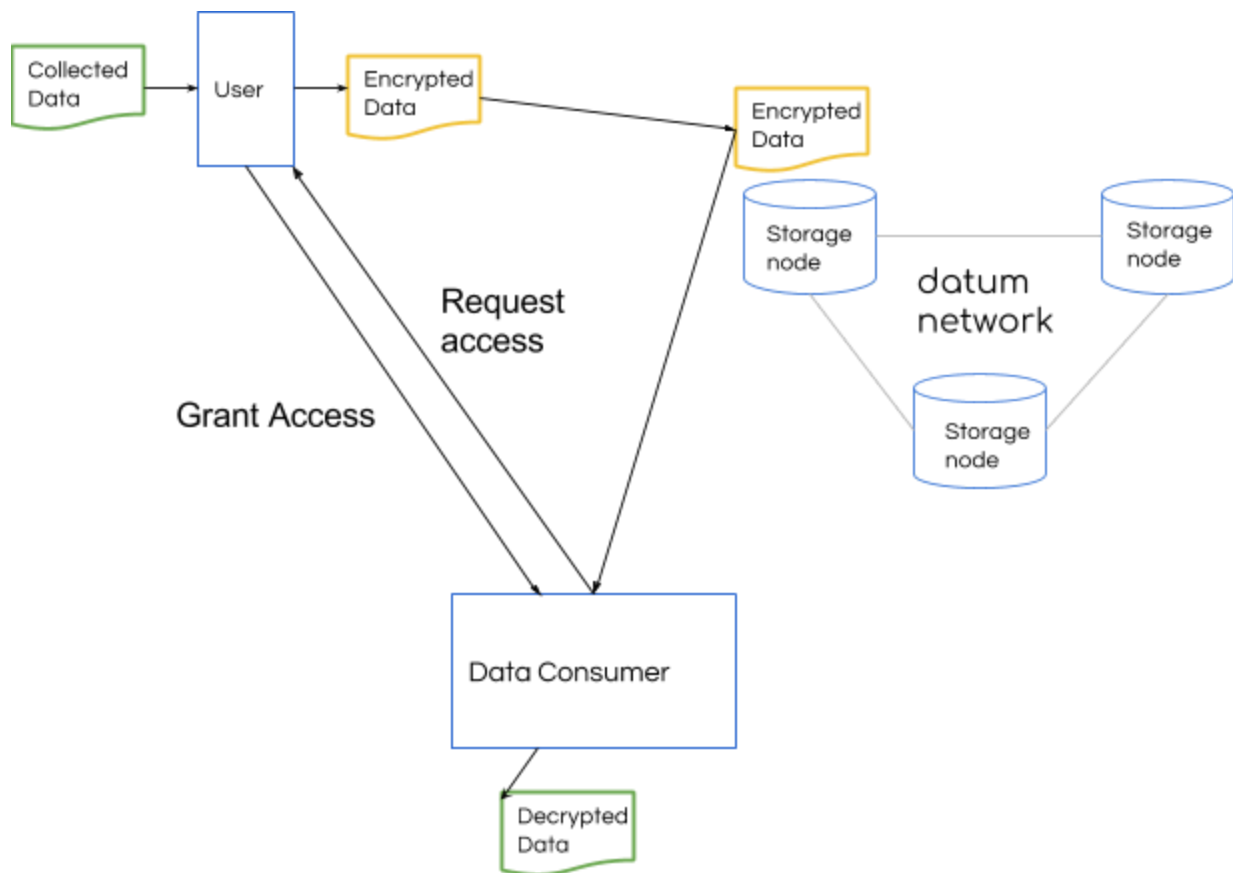 Collected
Data
User
Encrypted
Data
Encrypted
Data
Storage
node
Storage
node
datum
network
Storage
node
Request
access
Grant Access
Data Consumer
Decrypted
Data